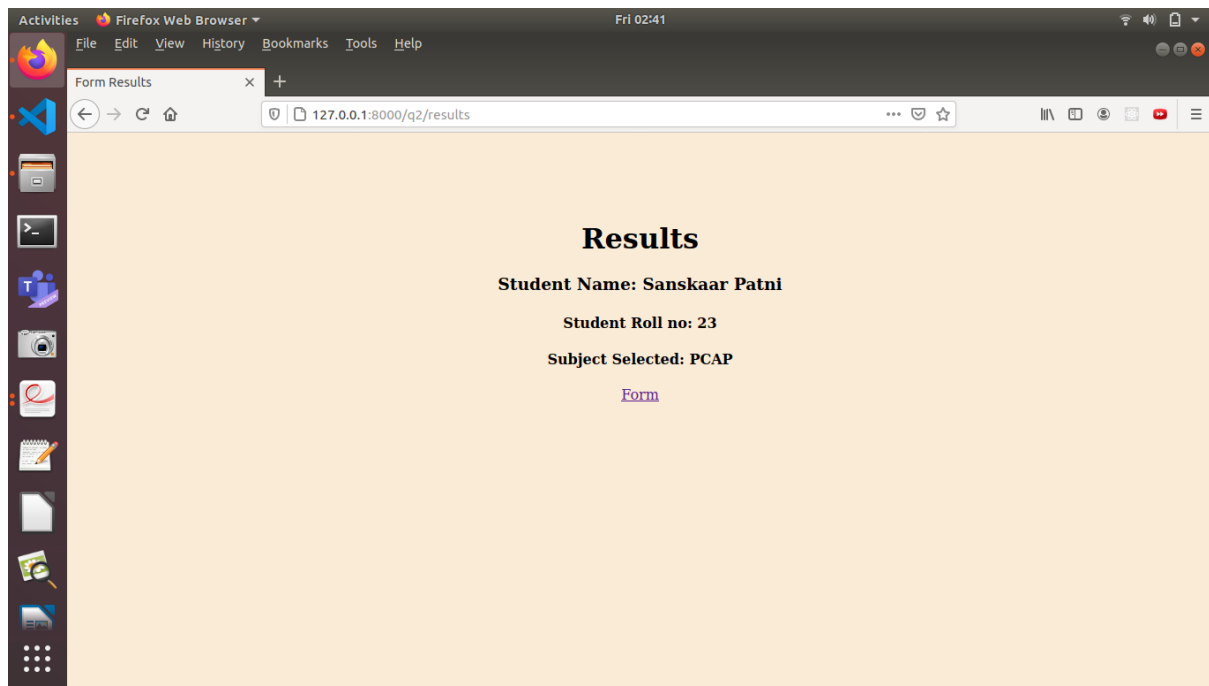 Activities Firefox Web Browser Fri 02:41
File Edit View History Bookmarks Tools Help
Form Results
127.0.0.1:8000/q2/results
Results
Student Name: Sanskaar Patni
Student Roll no: 23
Subject Selected: PCAP
Form